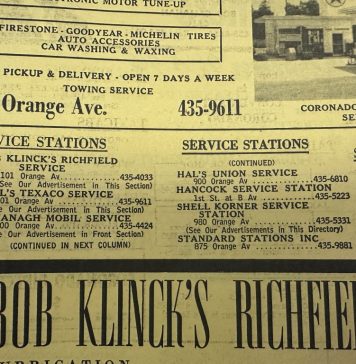 MOTOR TUNE-UP
FIRESTONE - GOODYEAR - MICHELIN TIRES
AUTO ACCESSORIES
CAR WASHING & WAXING
PICKUP & DELIVERY - OPEN 7 DAYS A WEEK
TOWING SERVICE
Orange Ave. 435-9611
CORONADO
SERVICE
VICE STATIONS
KLINCK'S RICHFIELD
SERVICE
101 Orange Av 435-4033
See Our Advertisement in This Section)
L'S TEXACO SERVICE
01 Orange Av 435-9611
e Our Advertisement in This Section)
ANAGH MOBIL SERVICE
00 Orange Av 435-4424
Our Advertisement in Front Section)
(CONTINUED IN NEXT COLUMN)
SERVICE STATIONS
(CONTINUED)
HAL'S UNION SERVICE
900 Orange Av 435-6810
HANCOCK SERVICE STATION
1st St. at B Av 435-5223
SHELL KORNER SERVICE
STATION
980 Orange Av 435-5331
(See Our Advertisements in This Directory)
STANDARD STATIONS INC
875 Orange Av 435-9881
BOB KLINCK'S RICHFIE